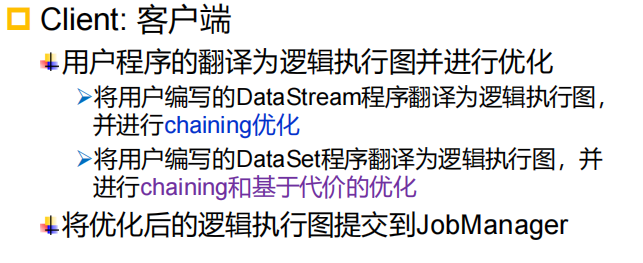 Client: 客户端
用户程序的翻译为逻辑执行图并进行优化
将用户编写的DataStream程序翻译为逻辑执行图，
并进行chaining优化
将用户编写的DataSet程序翻译为逻辑执行图，并
进行chaining和基于代价的优化
将优化后的逻辑执行图提交到JobManager